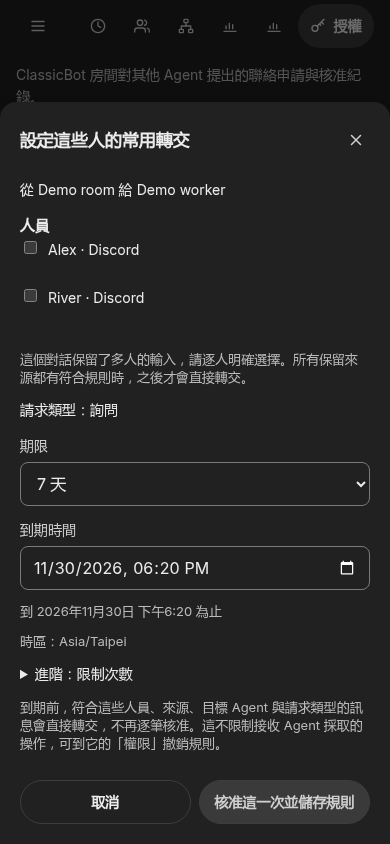 授權
ClassicBot 房間對其他 Agent 提出的聯絡申請與核准紀
錄。
設定這些人的常用轉交
從 Demo room 給 Demo worker
人員
Alex · Discord
River · Discord
這個對話保留了多人的輸入，請逐人明確選擇。所有保留來
源都有符合規則時，之後才會直接轉交。
請求類型：詢問
期限
7 天
到期時間
11/30/2026, 06:20 PM
到 2026年11月30日 下午6:20 為止
時區：Asia/Taipei
進階：限制次數
到期前，符合這些人員、來源、目標 Agent 與請求類型的訊
息會直接轉交，不再逐筆核准。這不限制接收 Agent 採取的
操作，可到它的「權限」撤銷規則。
取消
核准這一次並儲存規則